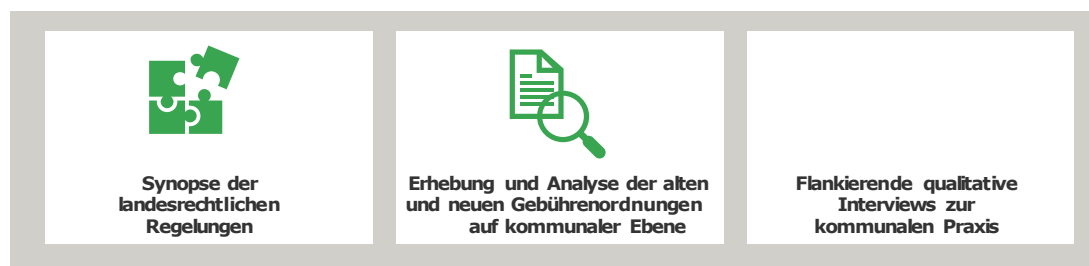 Synopse der
landesrechtlichen
Regelungen
Erhebung und Analyse der alten
und neuen Gebührenordnungen
auf kommunaler Ebene
Flankierende qualitative
Interviews zur
kommunalen Praxis